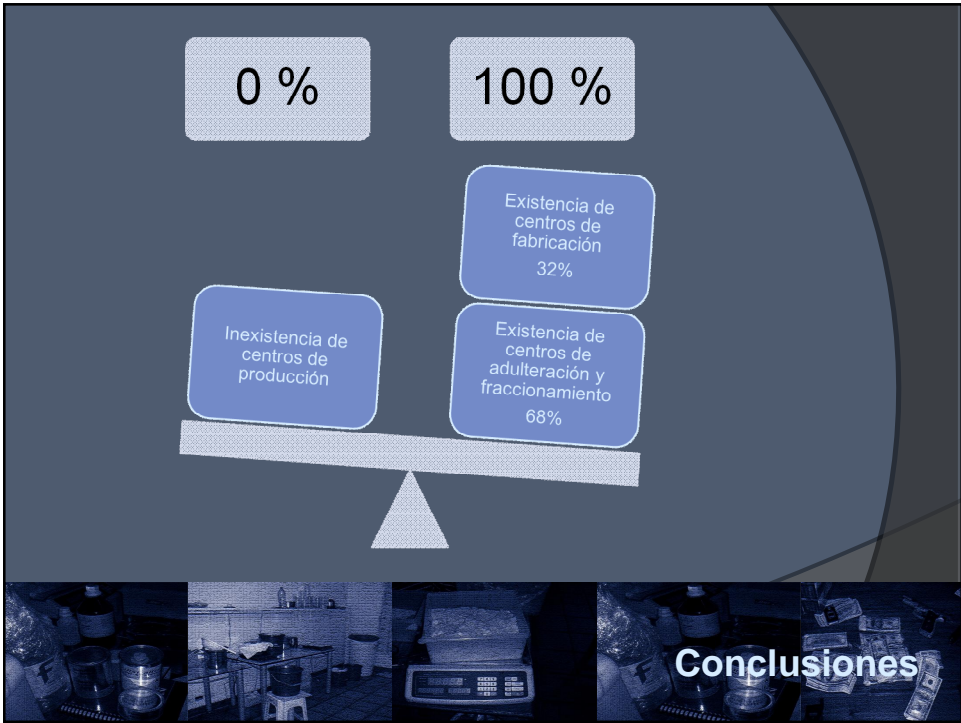 0 %
100 %
Existencia de
centros de
fabricación
32%
Inexistencia de
centros de
producción
Existencia de
centros de
adulteración y
fraccionamiento
68%
Conclusiones